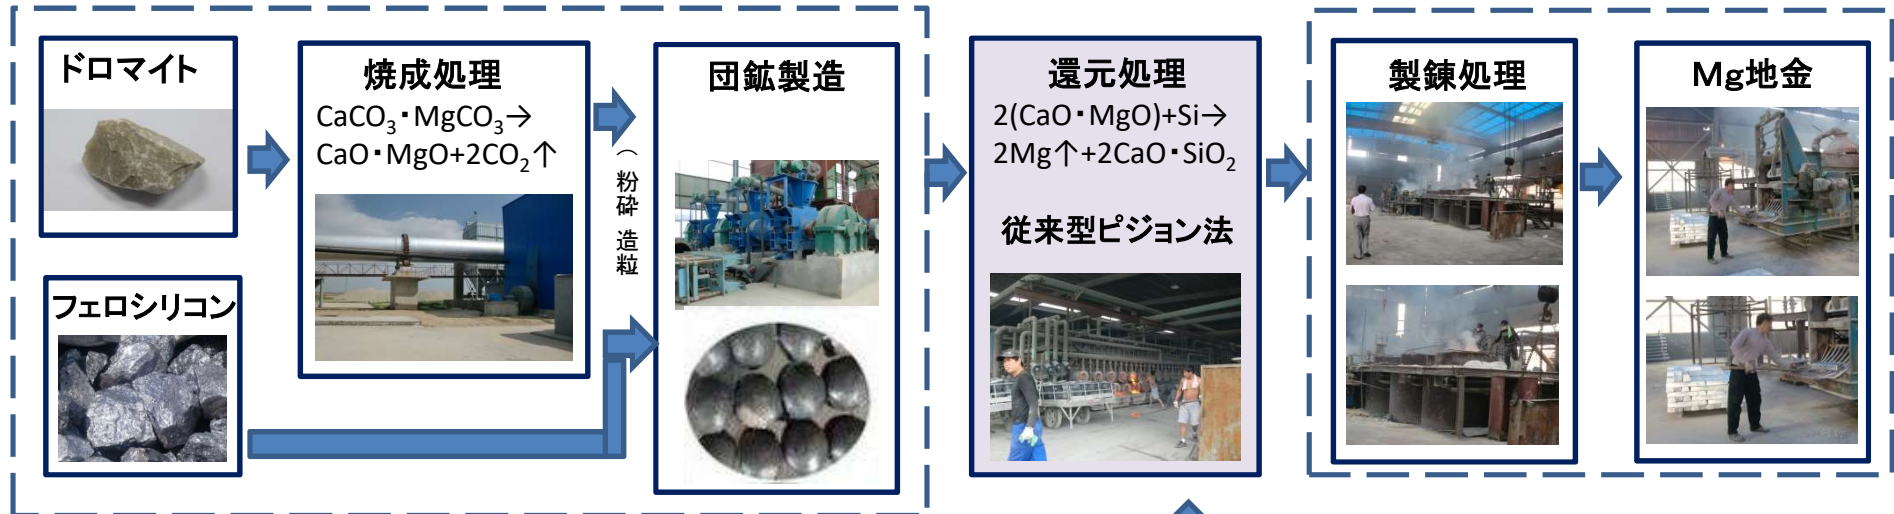 ドロマイト
フェロシリコン
焼成処理
CaCO₃･MgCO₃→
CaO･MgO+2CO₂↑
（粉砕 造粒
団鉱製造
還元処理
2(CaO･MgO)+Si→
2Mg↑+2CaO･SiO₂
従来型ピジョン法
製錬処理
Mg地金